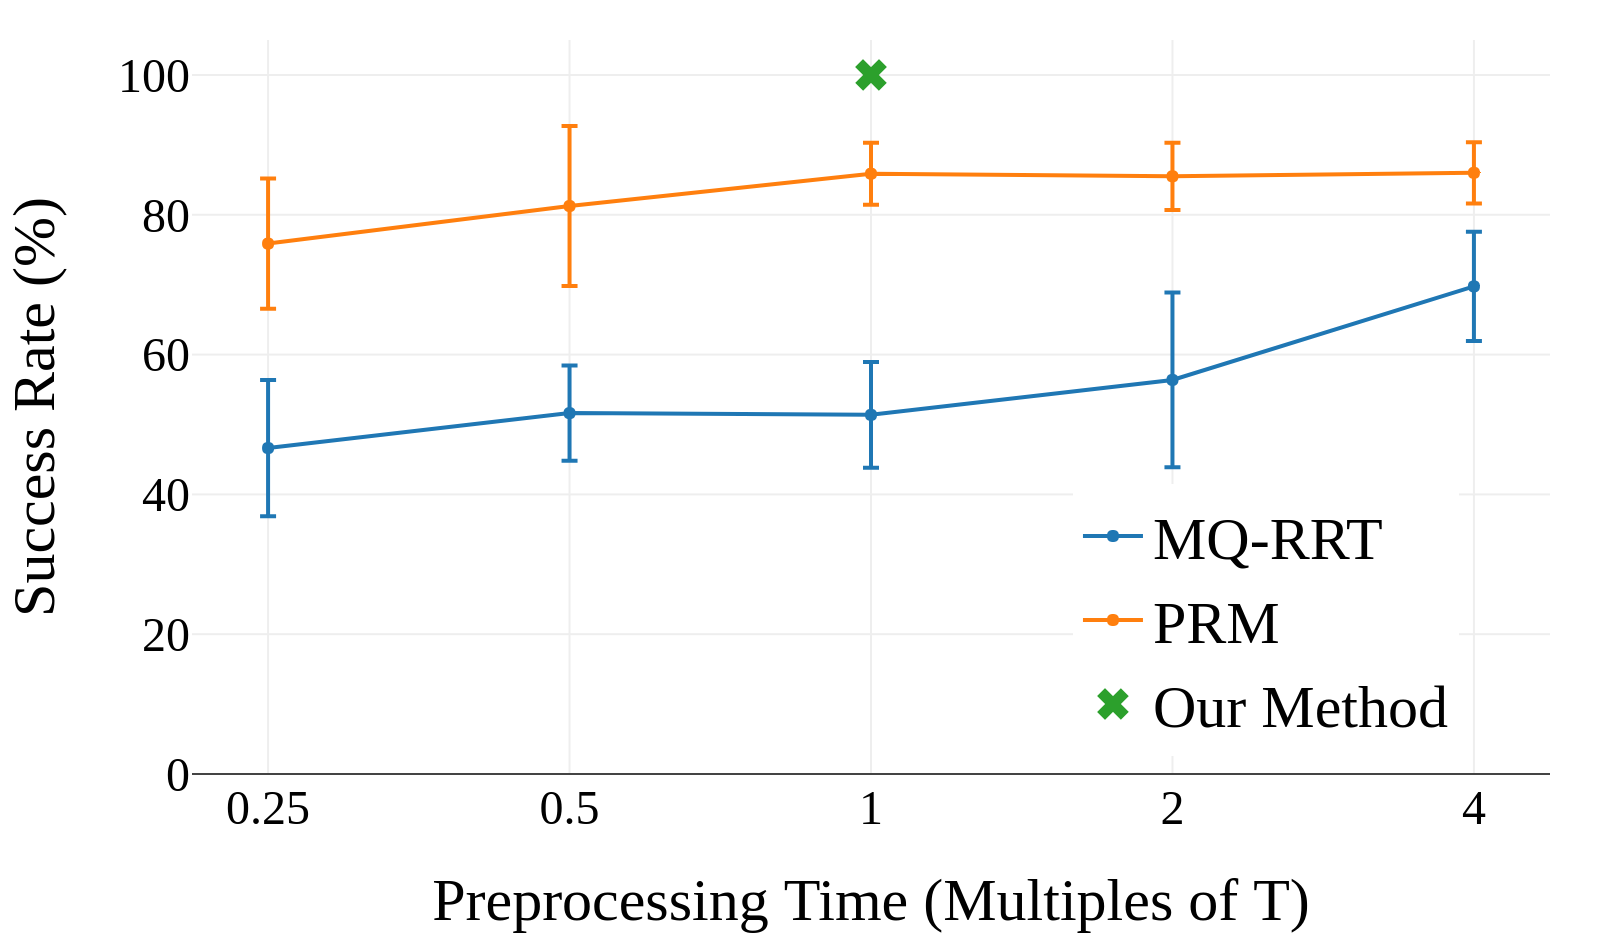 Success Rate (%)
100
80
60
40
20
0
0.25 0.5 1 2 4
Preprocessing Time (Multiples of T)
MQ-RRT
PRM
Our Method